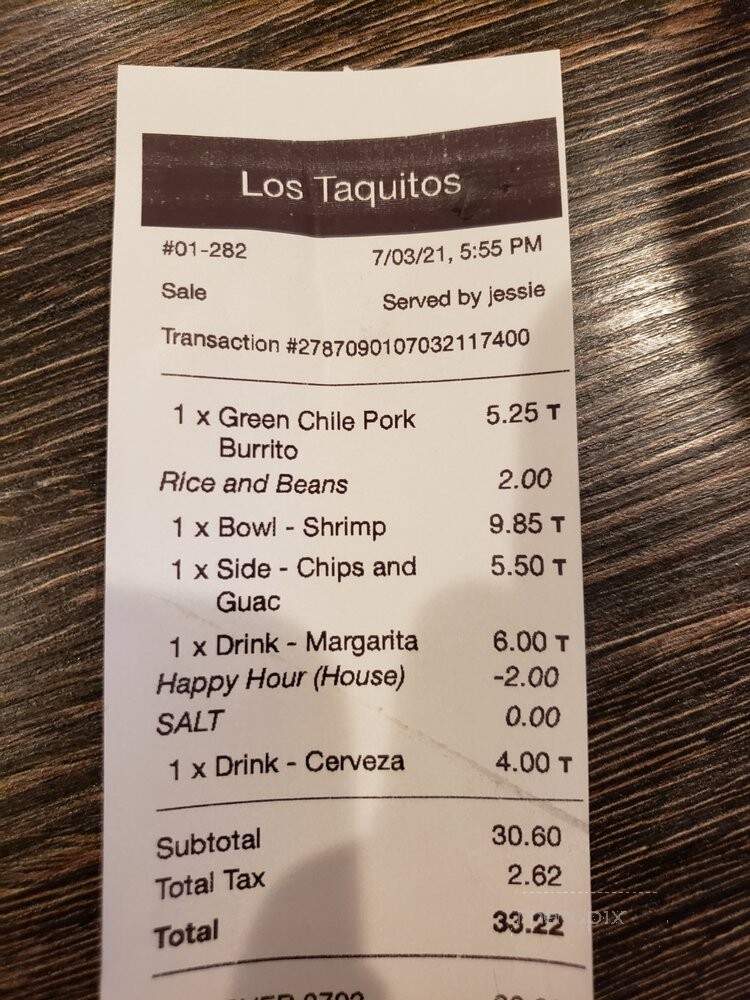 Los Taquitos
#01-282 7/03/21, 5:55 PM
Sale Served by jessie
Transaction #2787090107032117400
1 x Green Chile Pork 5.25 T
Burrito
Rice and Beans 2.00
1 x Bowl - Shrimp 9.85 T
1 x Side - Chips and 5.50 T
Guac
1 x Drink - Margarita 6.00 T
Happy Hour (House) -2.00
SALT 0.00
1 x Drink - Cerveza 4.00 T
Subtotal 30.60
Total Tax 2.62
Total 33.22